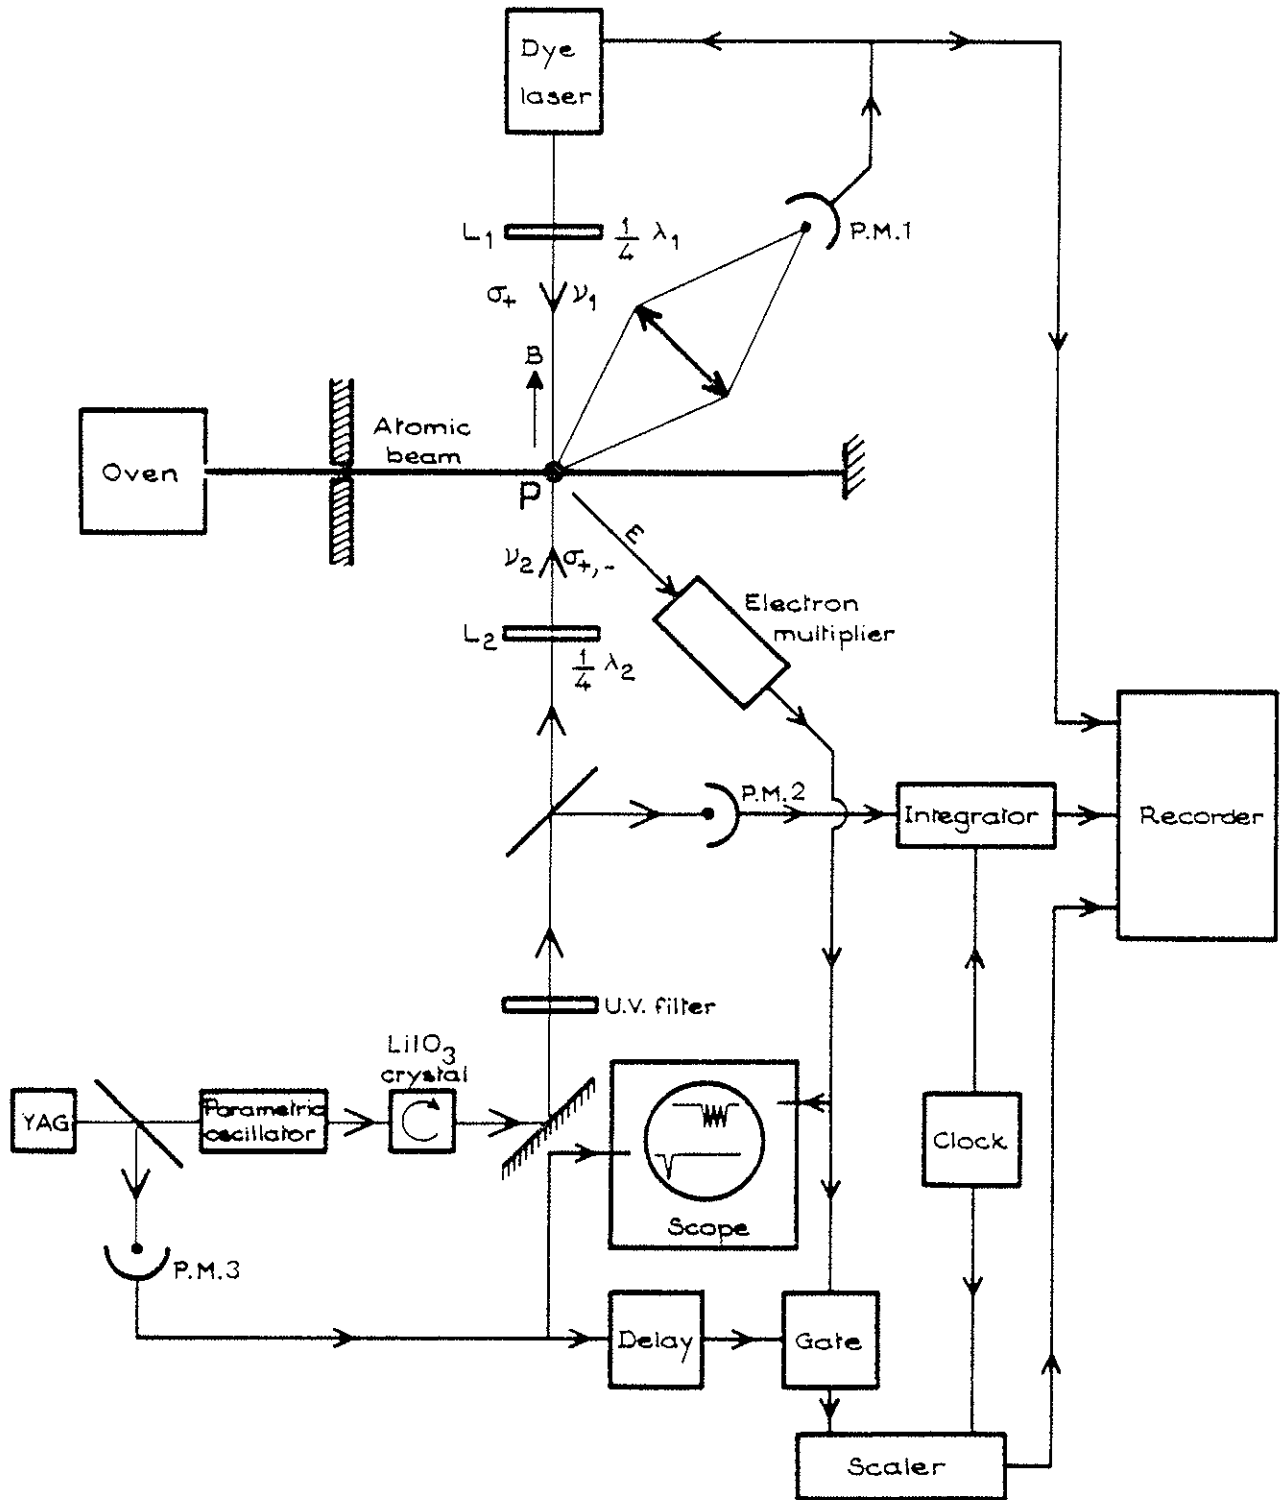 Dye
laser
L1
1/4 λ1
P.M.1
σ+
ν1
B
Atomic
beam
Oven
P
E
ν2
σ+,-
Electron
multiplier
L2
1/4 λ2
P.M.2
Integrator
Recorder
U.V. filter
LiIO3
crystal
YAG
Parametric
oscillator
Clock
Scope
P.M.3
Delay
Gate
Scaler